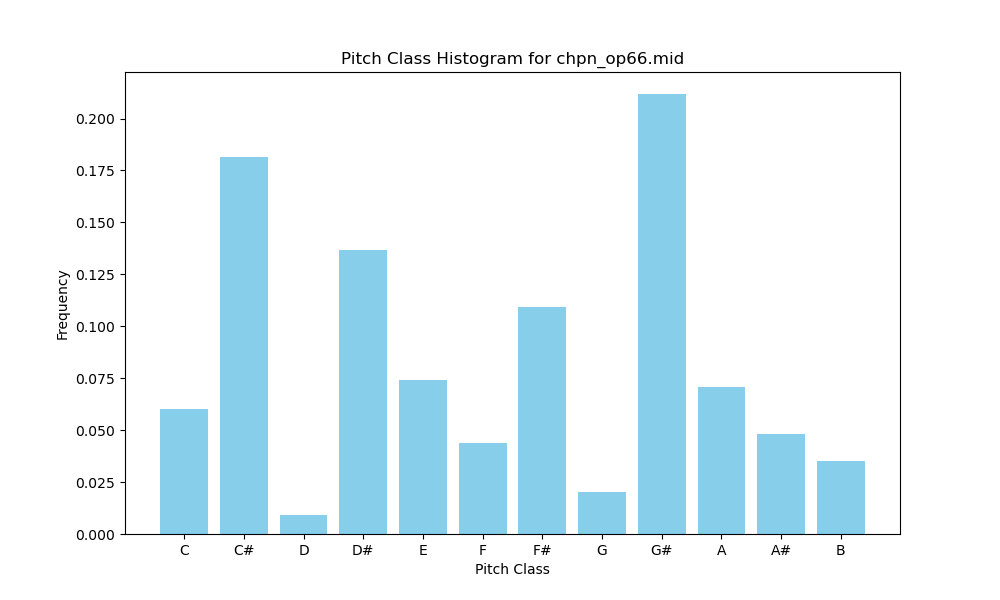 Pitch Class Histogram for chpn_op66.mid
Frequency
0.200
0.175
0.150
0.125
0.100
0.075
0.050
0.025
0.000
C C# D D# E F F# G G# A A# B
Pitch Class